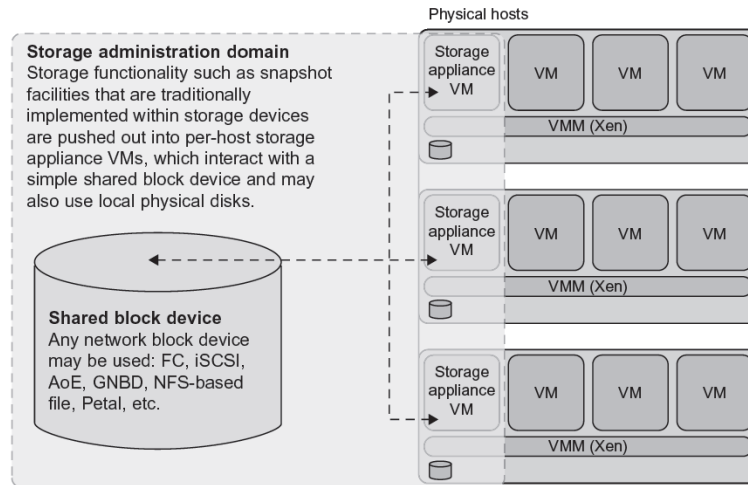 Physical hosts
Storage administration domain
Storage functionality such as snapshot
facilities that are traditionally
implemented within storage devices
are pushed out into per-host storage
appliance VMs, which interact with a
simple shared block device and may
also use local physical disks.
Storage
appliance
VM
VM
VM
VM
VMM (Xen)
Storage
appliance
VM
VM
VM
VM
VMM (Xen)
Shared block device
Any network block device
may be used: FC, iSCSI,
AoE, GNBD, NFS-based
file, Petal, etc.
Storage
appliance
VM
VM
VM
VM
VMM (Xen)